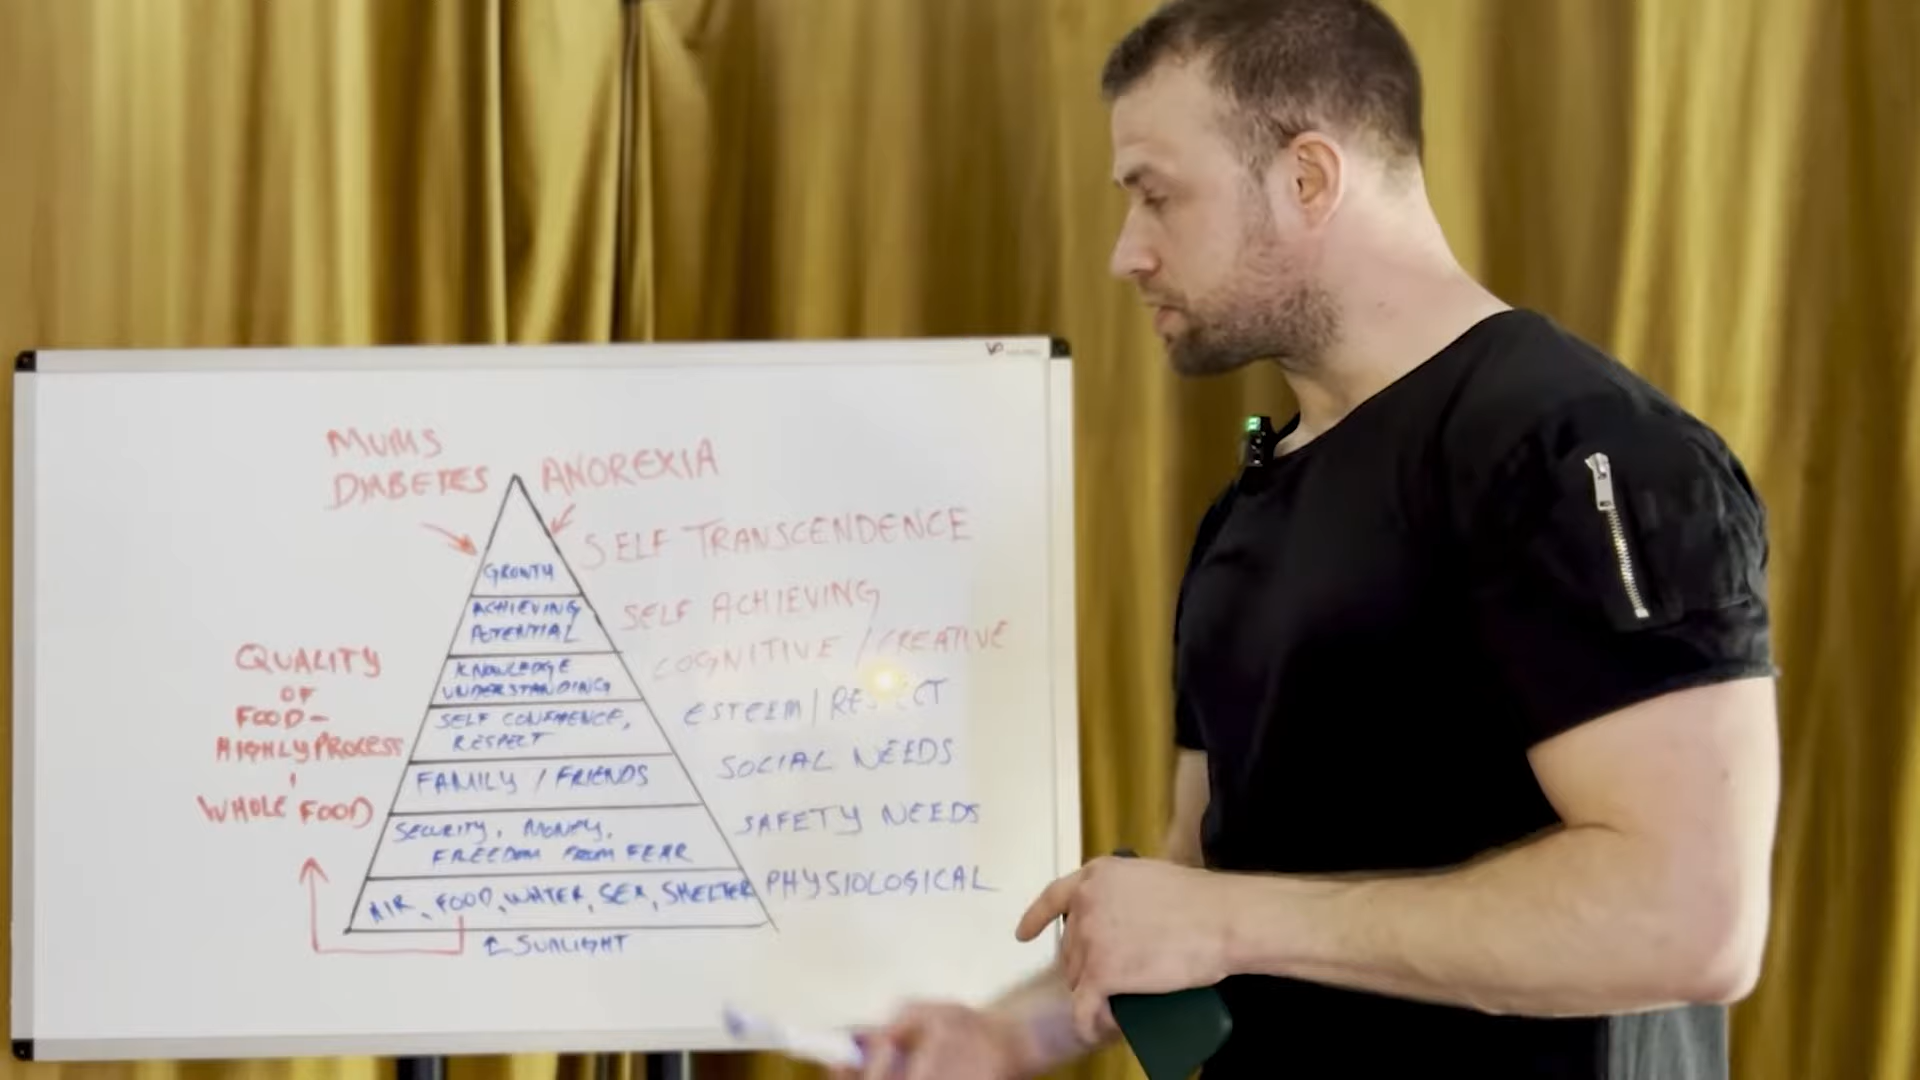 MUMS
DIABETES
ANOREXIA
SELF TRANSCENDENCE
GROWTH
ACHIEVING
POTENTIAL
SELF ACHIEVING
KNOWLEDGE
UNDERSTANDING
COGNITIVE / CREATIVE
SELF CONFIDENCE,
RESPECT
ESTEEM / RESPECT
FAMILY / FRIENDS
SOCIAL NEEDS
SECURITY, MONEY,
FREEDOM FROM FEAR
SAFETY NEEDS
AIR, FOOD, WATER, SEX, SHELTER
PHYSIOLOGICAL
SUNLIGHT
QUALITY
OF
FOOD -
HIGHLY PROCESS
WHOLE FOOD